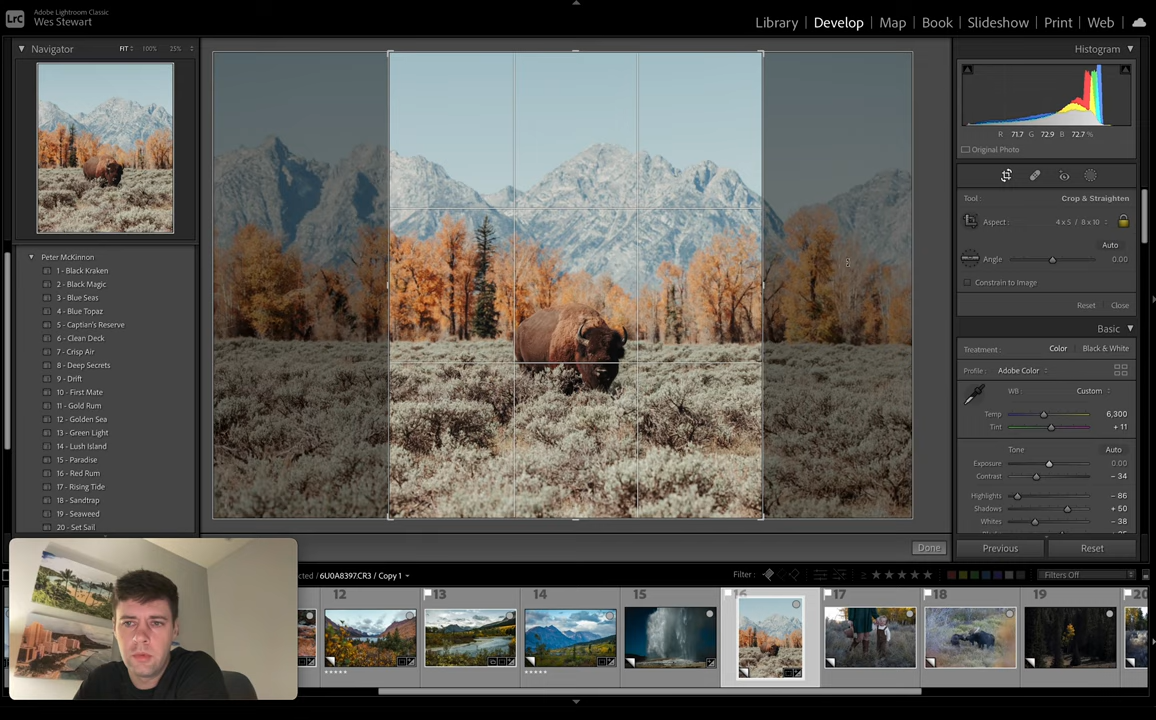 LrC
Adobe Lightroom Classic
Wes Stewart
Library | Develop | Map | Book | Slideshow | Print | Web
Navigator FIT 100% 25%
Histogram
R 71.7 G 72.9 B 72.7 %
Original Photo
Tool: Crop & Straighten
Aspect: 4 x 5 / 8 x 10
Auto
Angle 0.00
Constrain to Image
Reset Close
Basic
Treatment: Color Black & White
Profile: Adobe Color
WB: Custom
Temp 6,300
Tint + 11
Tone Auto
Exposure 0.00
Contrast − 34
Highlights − 86
Shadows + 50
Whites − 38
Previous Reset
Peter McKinnon
1 - Black Kraken
2 - Black Magic
3 - Blue Seas
4 - Blue Topaz
5 - Captian's Reserve
6 - Clean Deck
7 - Crisp Air
8 - Deep Secrets
9 - Drift
10 - First Mate
11 - Gold Rum
12 - Golden Sea
13 - Green Light
14 - Lush Island
15 - Paradise
16 - Red Rum
17 - Rising Tide
18 - Sandtrap
19 - Seaweed
20 - Set Sail
Done
/ 6U0A8397.CR3 / Copy 1
Filter: Filters Off
12 13 14 15 16 17 18 19